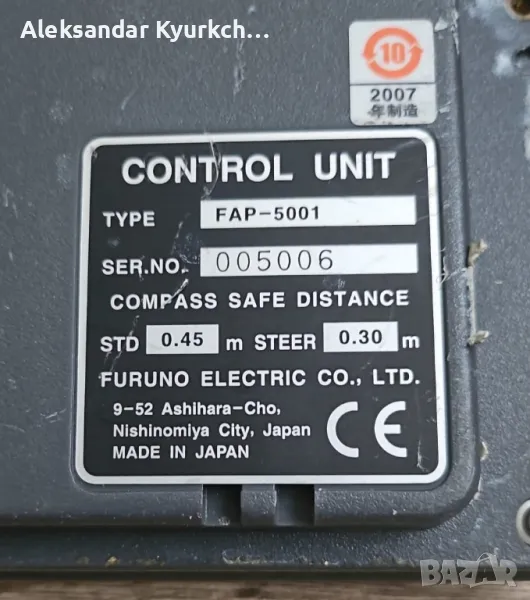 Aleksandar Kyurkch...
10
2007
年制造
CONTROL UNIT
TYPE FAP-5001
SER.NO. 005006
COMPASS SAFE DISTANCE
STD 0.45 m STEER 0.30 m
FURUNO ELECTRIC CO., LTD.
9-52 Ashihara-Cho,
Nishinomiya City, Japan
MADE IN JAPAN
CE
BAZAR